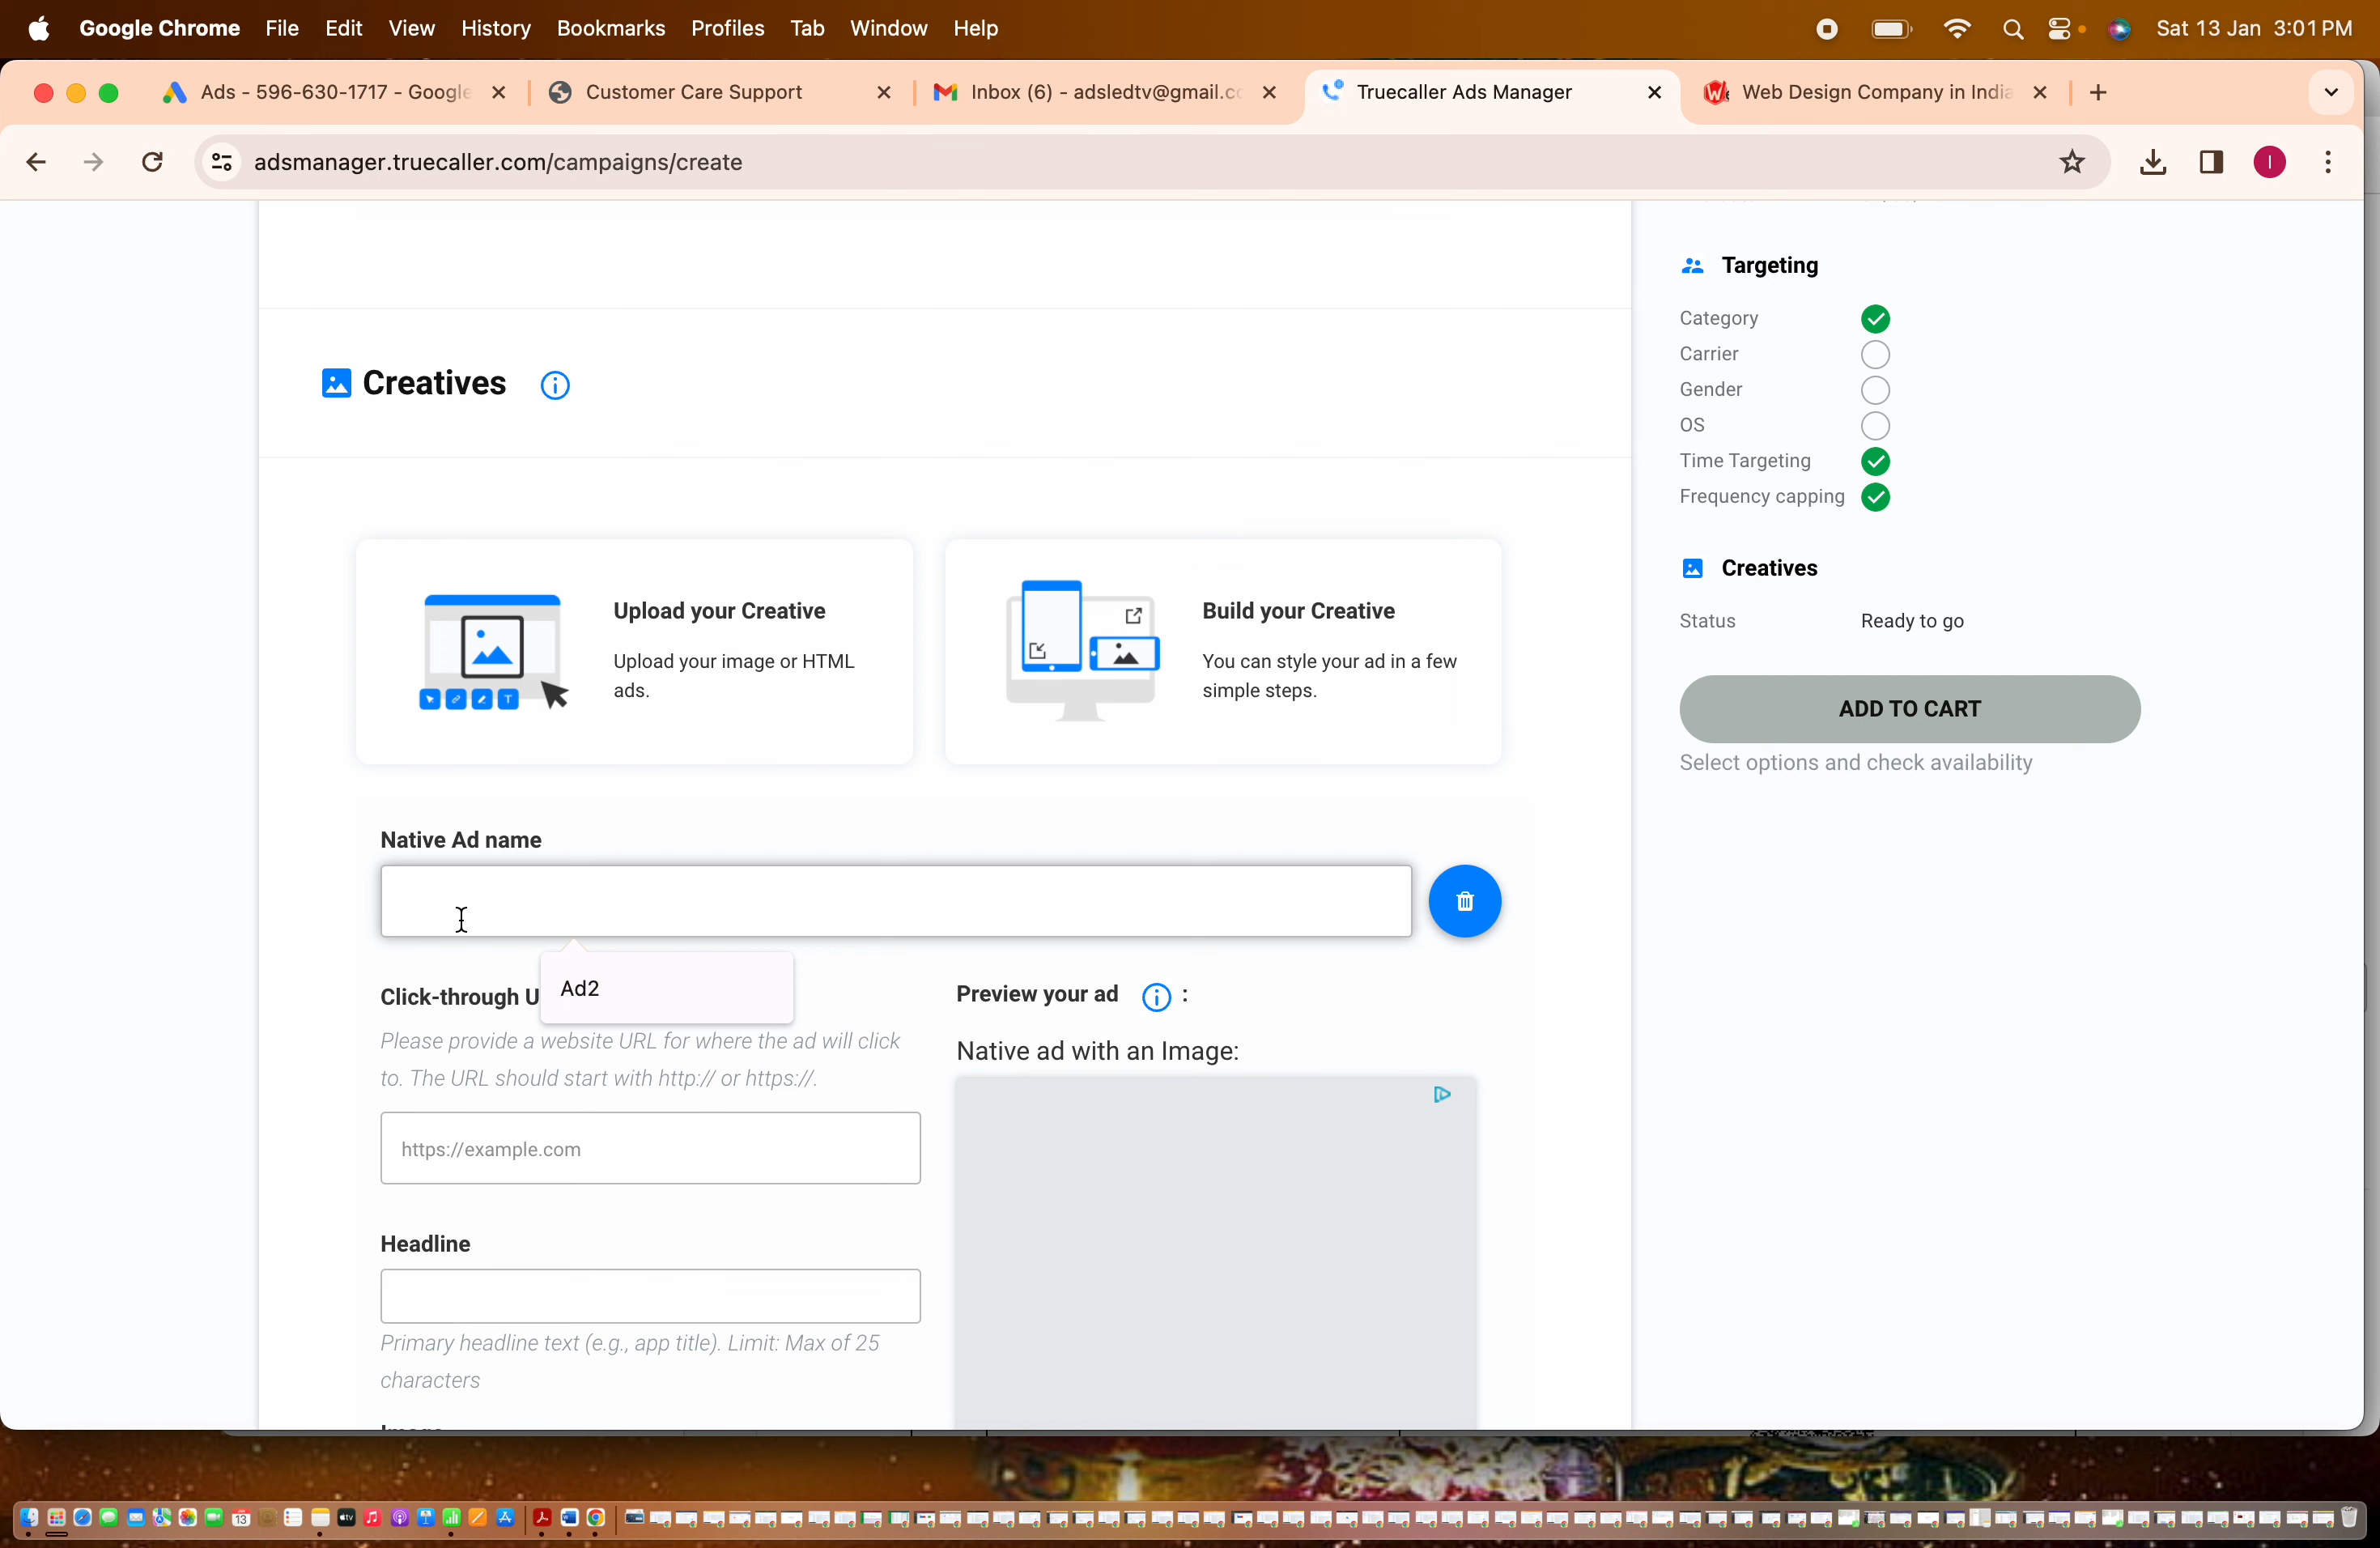 Google Chrome File Edit View History Bookmarks Profiles Tab Window Help Sat 13 Jan 3:01 PM
Ads - 596-630-1717 - Google Customer Care Support Inbox (6) - adsledtv@gmail.co Truecaller Ads Manager Web Design Company in India
adsmanager.truecaller.com/campaigns/create I
Targeting
Category
Carrier
Gender
OS
Time Targeting
Frequency capping
Creatives
Status Ready to go
ADD TO CART
Select options and check availability
Creatives
Upload your Creative
Upload your image or HTML
ads.
Build your Creative
You can style your ad in a few
simple steps.
Native Ad name
Ad2
Click-through U
Please provide a website URL for where the ad will click
to. The URL should start with http:// or https://.
https://example.com
Headline
Primary headline text (e.g., app title). Limit: Max of 25
characters
Preview your ad :
Native ad with an Image: